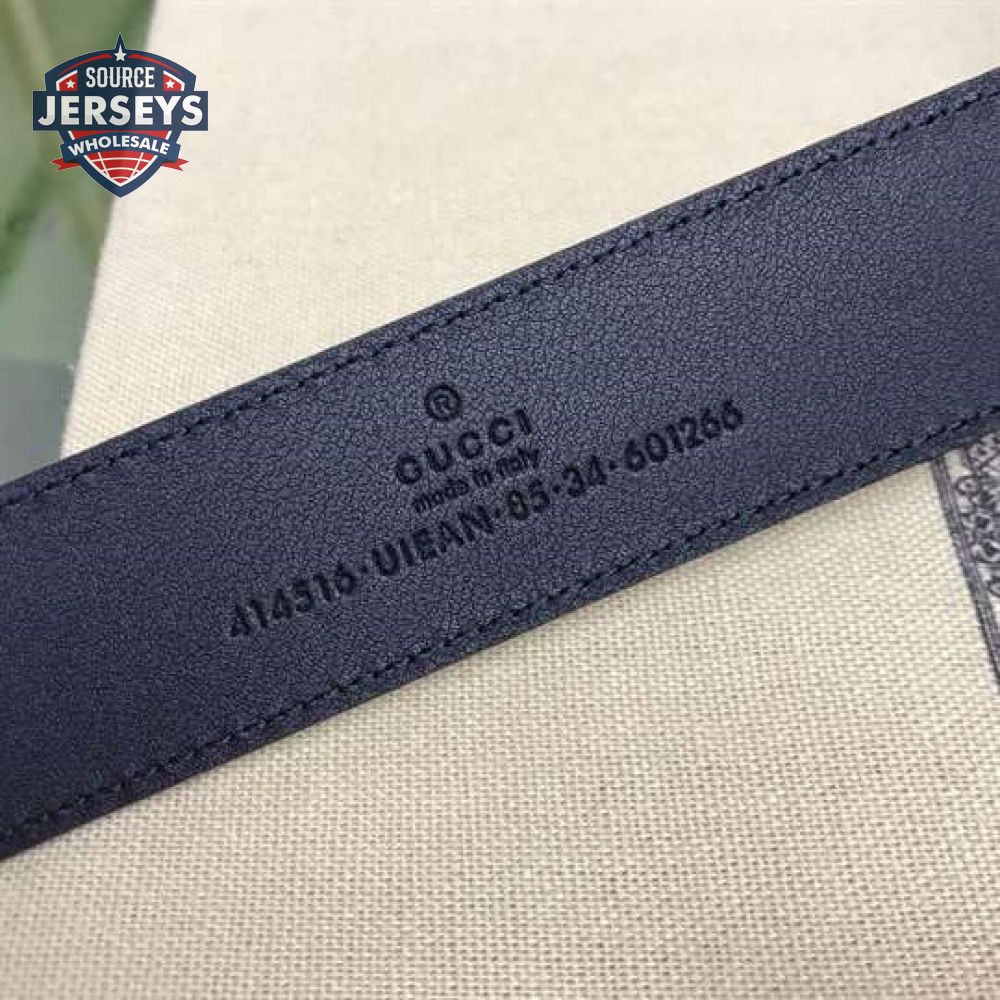 SOURCE
JERSEYS
WHOLESALE
®
GUCCI
made in italy
414516·UIEAN·85·34·601266